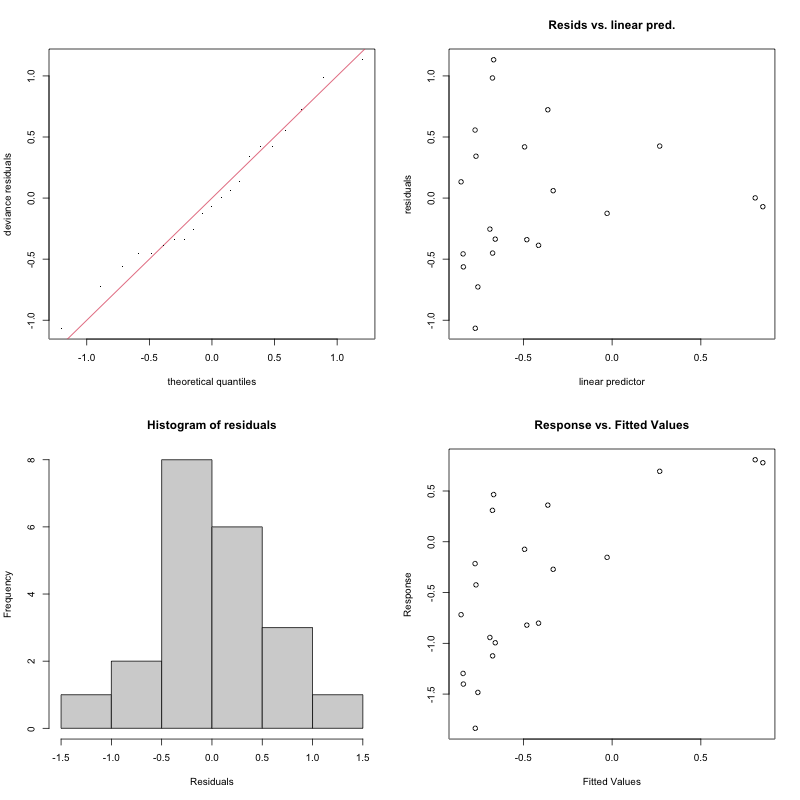 deviance residuals
-1.0 -0.5 0.0 0.5 1.0
-1.0 -0.5 0.0 0.5 1.0
theoretical quantiles
Resids vs. linear pred.
residuals
-1.0 -0.5 0.0 0.5 1.0
-0.5 0.0 0.5
linear predictor
Histogram of residuals
Frequency
0 2 4 6 8
-1.5 -1.0 -0.5 0.0 0.5 1.0 1.5
Residuals
Response vs. Fitted Values
Response
-1.5 -1.0 -0.5 0.0 0.5
-0.5 0.0 0.5
Fitted Values